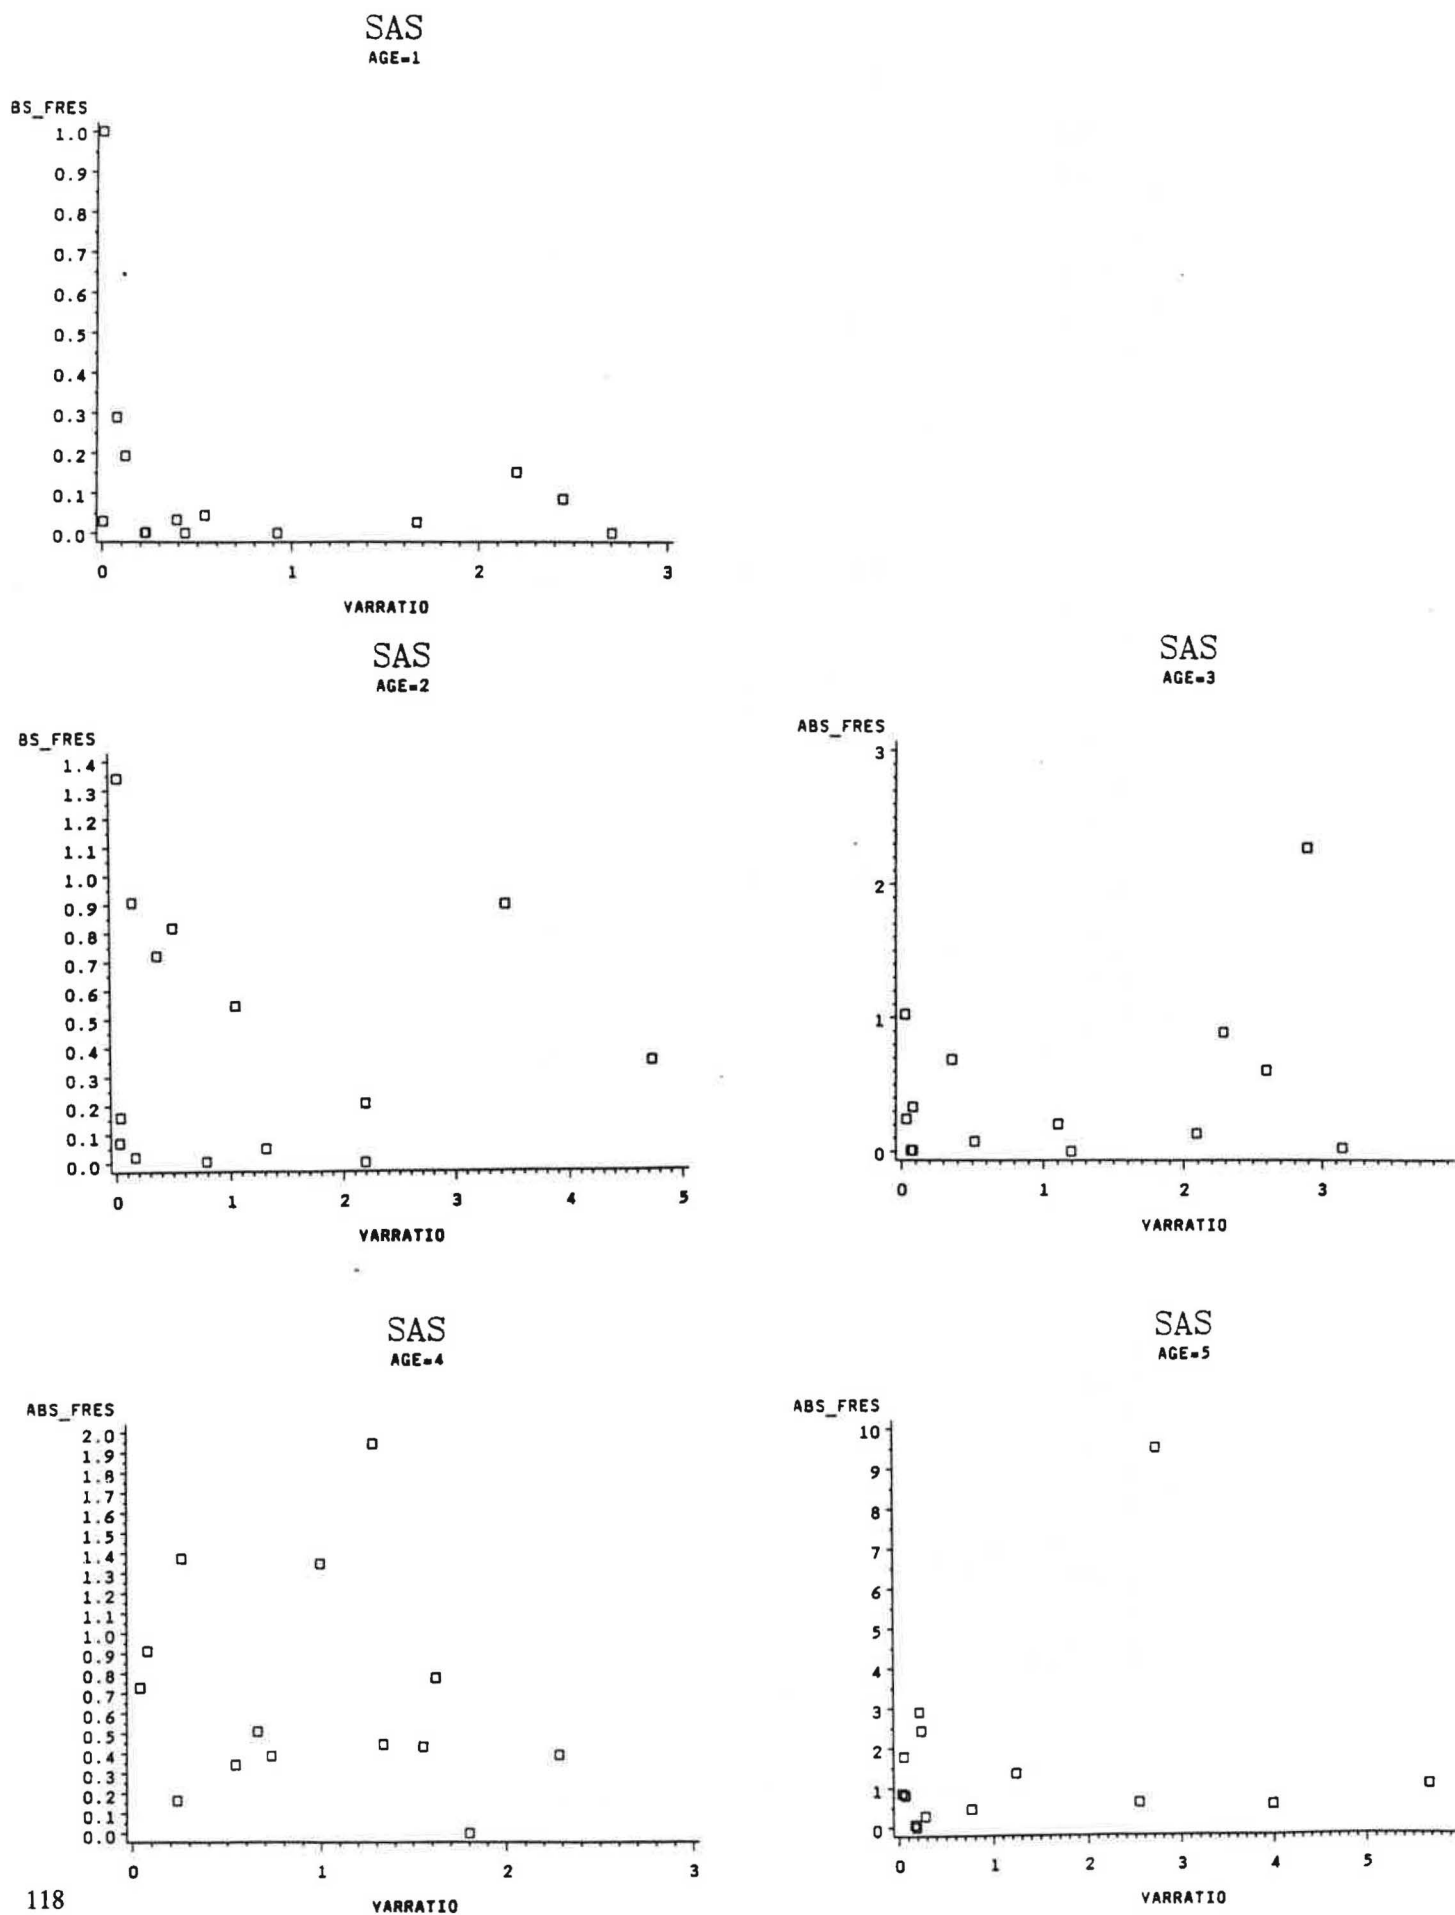 SAS
AGE=1
BS_FRES
1.0
0.9
0.8
0.7
0.6
0.5
0.4
0.3
0.2
0.1
0.0
0 1 2 3
VARRATIO
SAS
AGE=2
BS_FRES
1.4
1.3
1.2
1.1
1.0
0.9
0.8
0.7
0.6
0.5
0.4
0.3
0.2
0.1
0.0
0 1 2 3 4 5
VARRATIO
SAS
AGE=3
ABS_FRES
3
2
1
0
0 1 2 3
VARRATIO
SAS
AGE=4
ABS_FRES
2.0
1.9
1.8
1.7
1.6
1.5
1.4
1.3
1.2
1.1
1.0
0.9
0.8
0.7
0.6
0.5
0.4
0.3
0.2
0.1
0.0
0 1 2 3
VARRATIO
SAS
AGE=5
ABS_FRES
10
9
8
7
6
5
4
3
2
1
0
0 1 2 3 4 5
VARRATIO
118